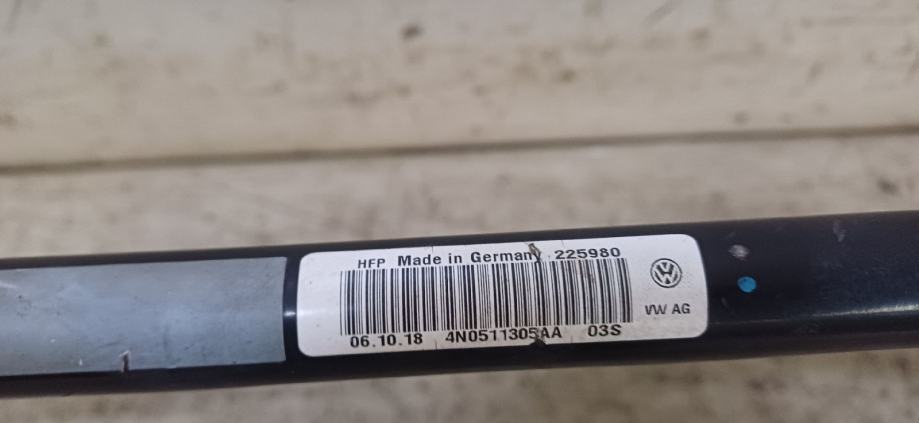 HFP Made in Germany 225980
VW AG
06.10.18 4N0511305AA 03S